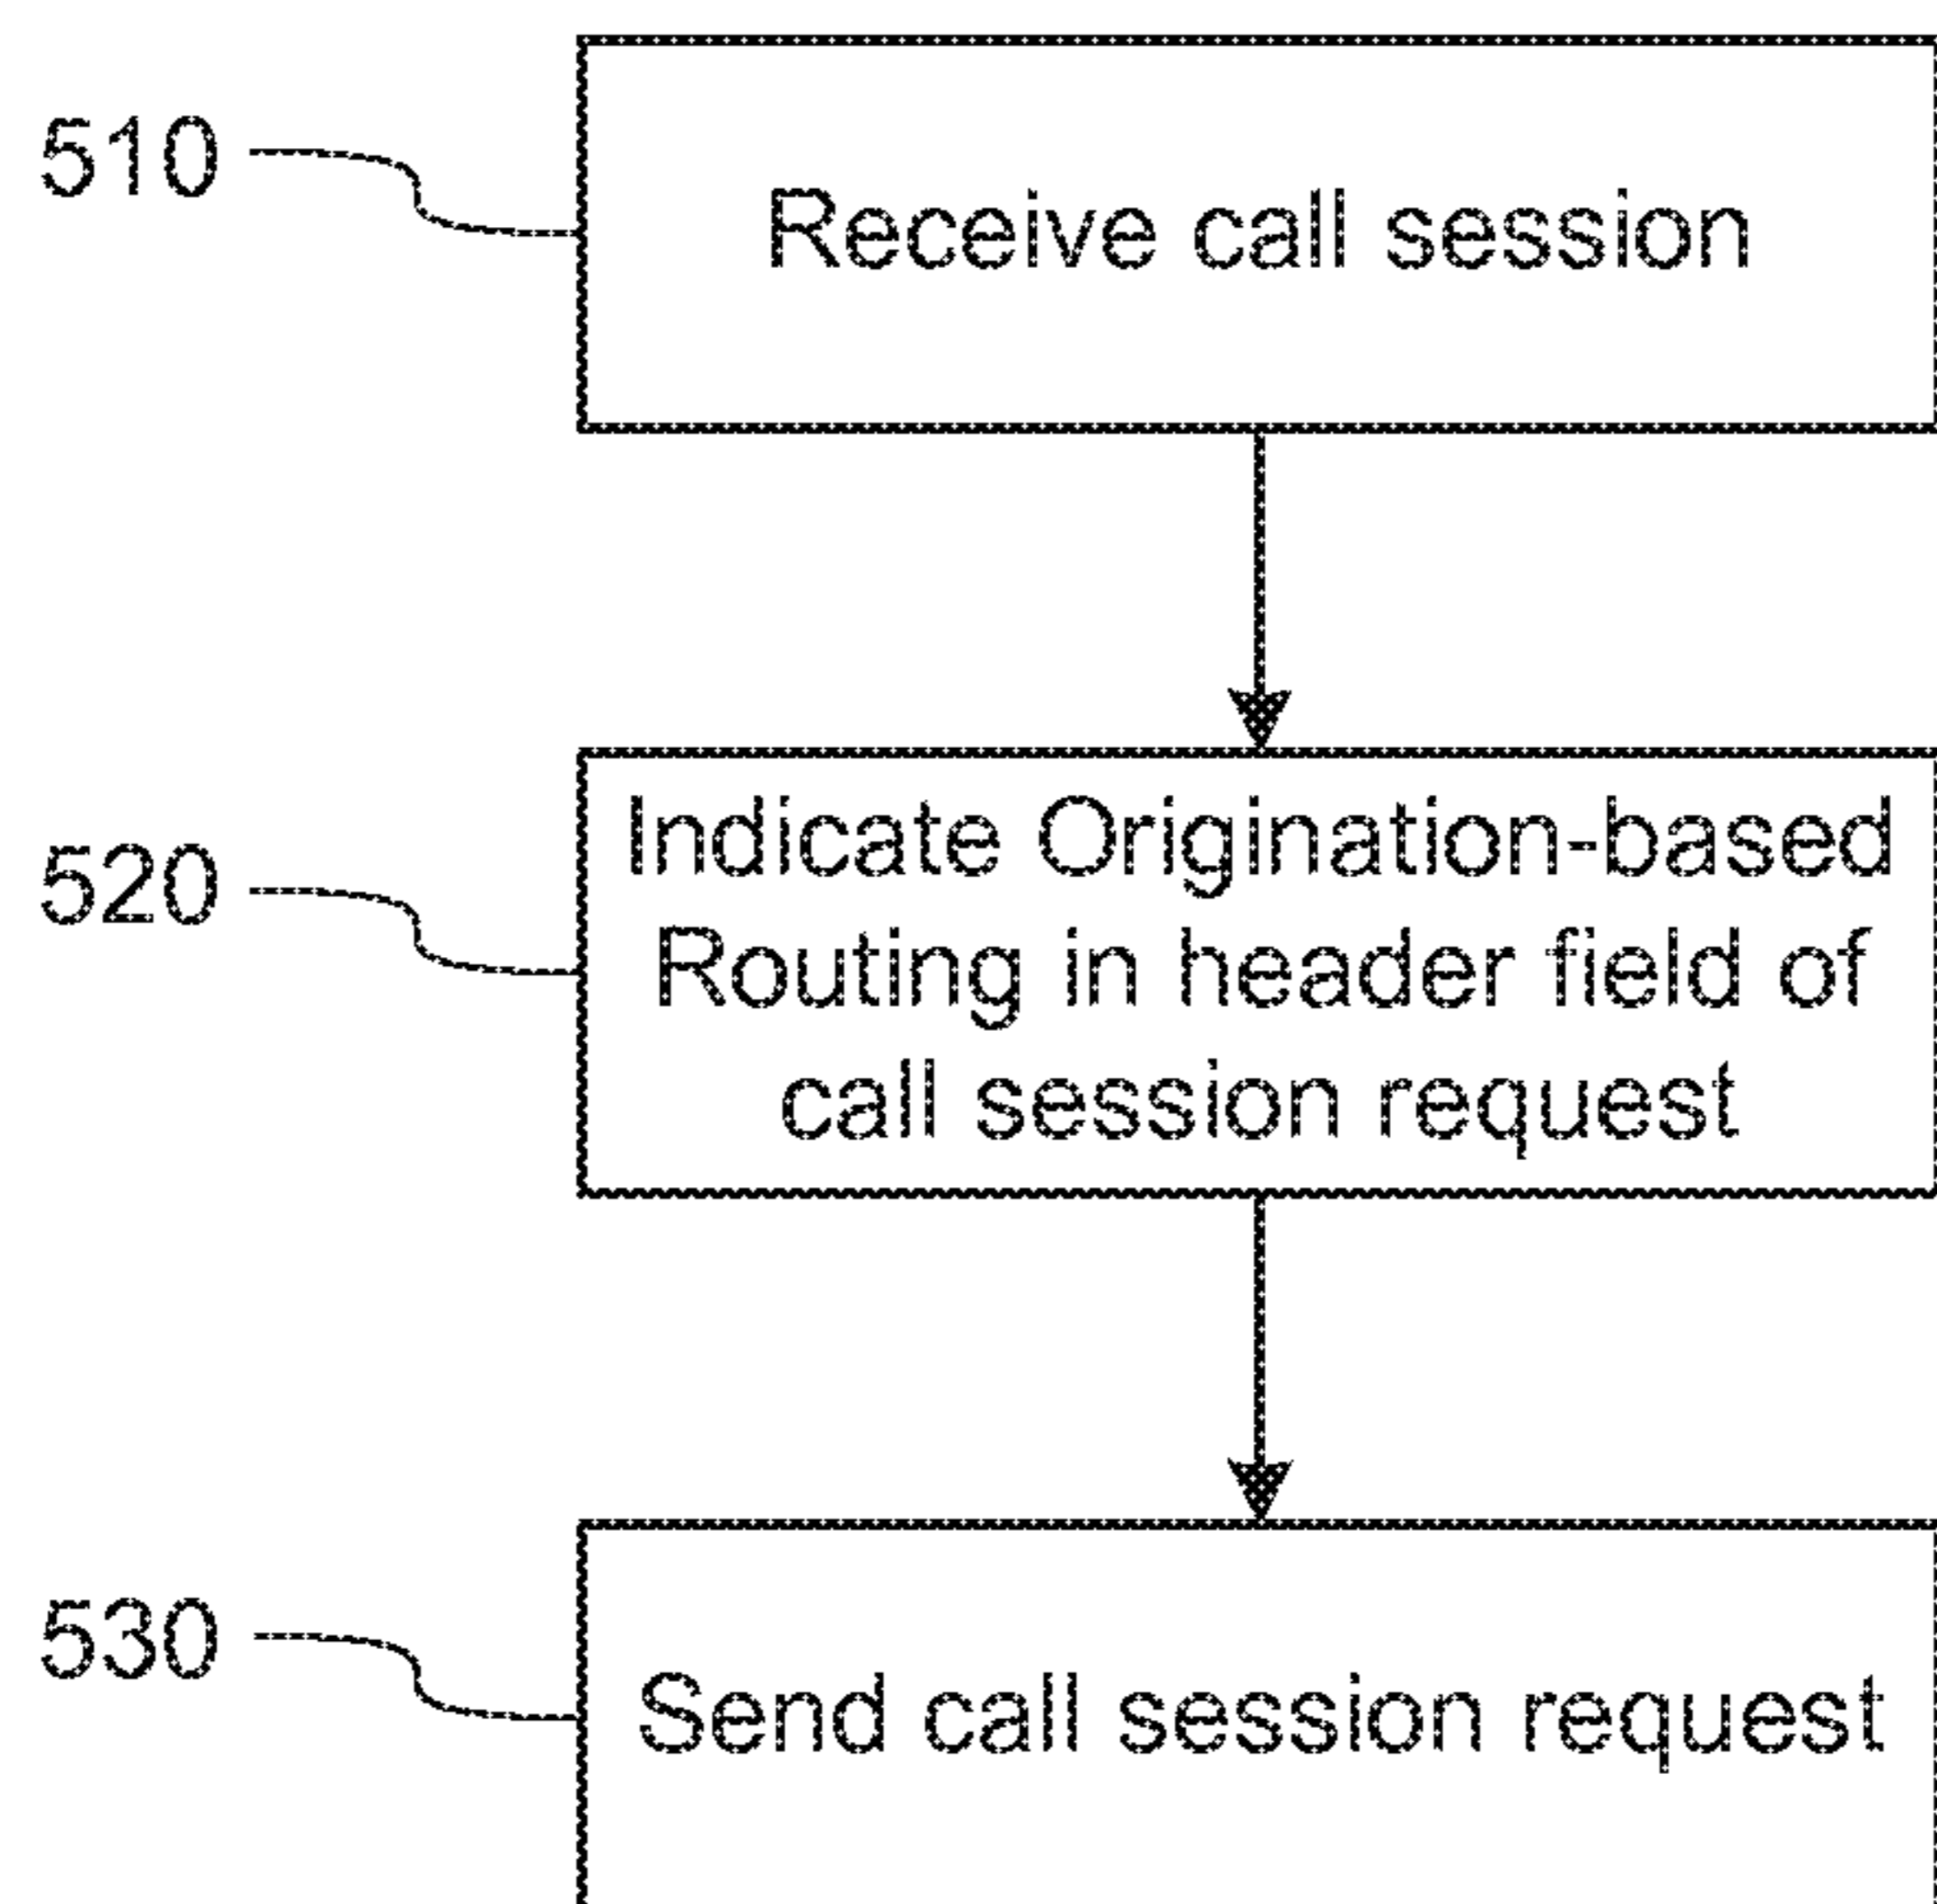 510
Receive call session
520
Indicate Origination-based
Routing in header field of
call session request
530
Send call session request